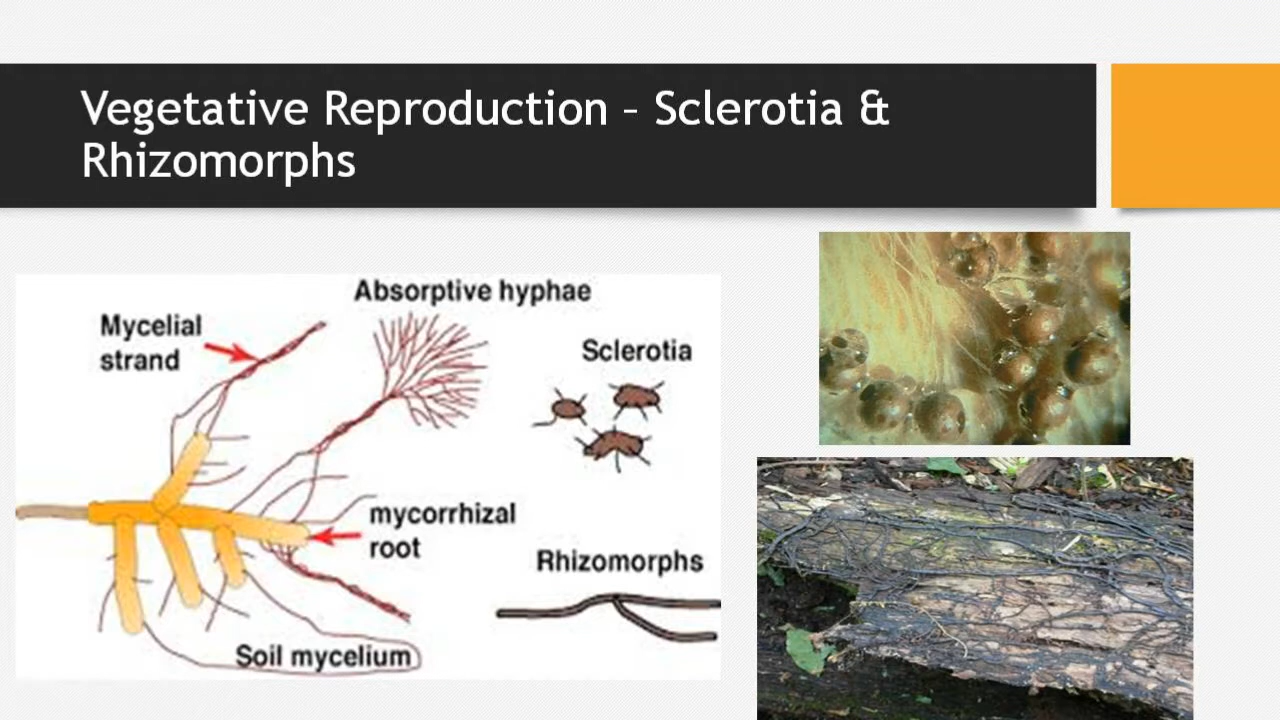 Vegetative Reproduction – Sclerotia &
Rhizomorphs
Absorptive hyphae
Mycelial
strand
Sclerotia
mycorrhizal
root
Rhizomorphs
Soil mycelium